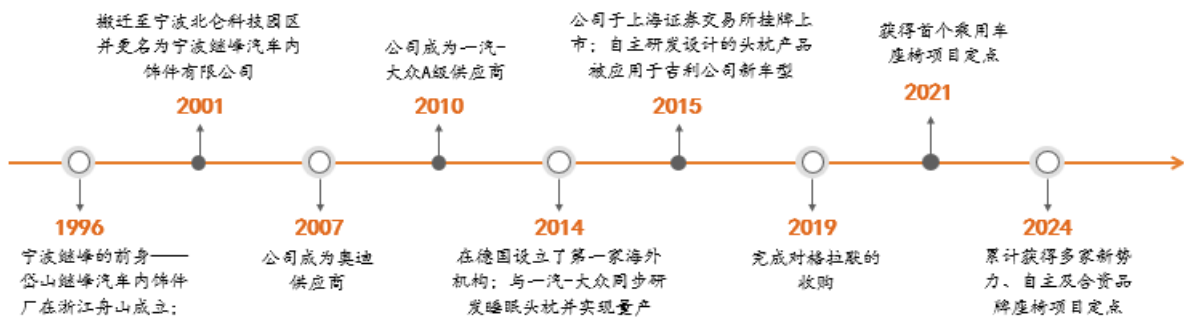 搬迁至宁波北仑科技园区
并更名为宁波继峰汽车内
饰件有限公司
2001
公司成为一汽-
大众A级供应商
2010
公司于上海证券交易所挂牌上
市；自主研发设计的头枕产品
被应用于吉利公司新车型
2015
获得首个乘用车
座椅项目定点
2021
1996
宁波继峰的前身——
岱山继峰汽车内饰件
厂在浙江舟山成立；
2007
公司成为奥迪
供应商
2014
在德国设立了第一家海外
机构；与一汽-大众同步研
发睡眠头枕并实现量产
2019
完成对格拉默的
收购
2024
累计获得多家新势
力、自主及合资品
牌座椅项目定点